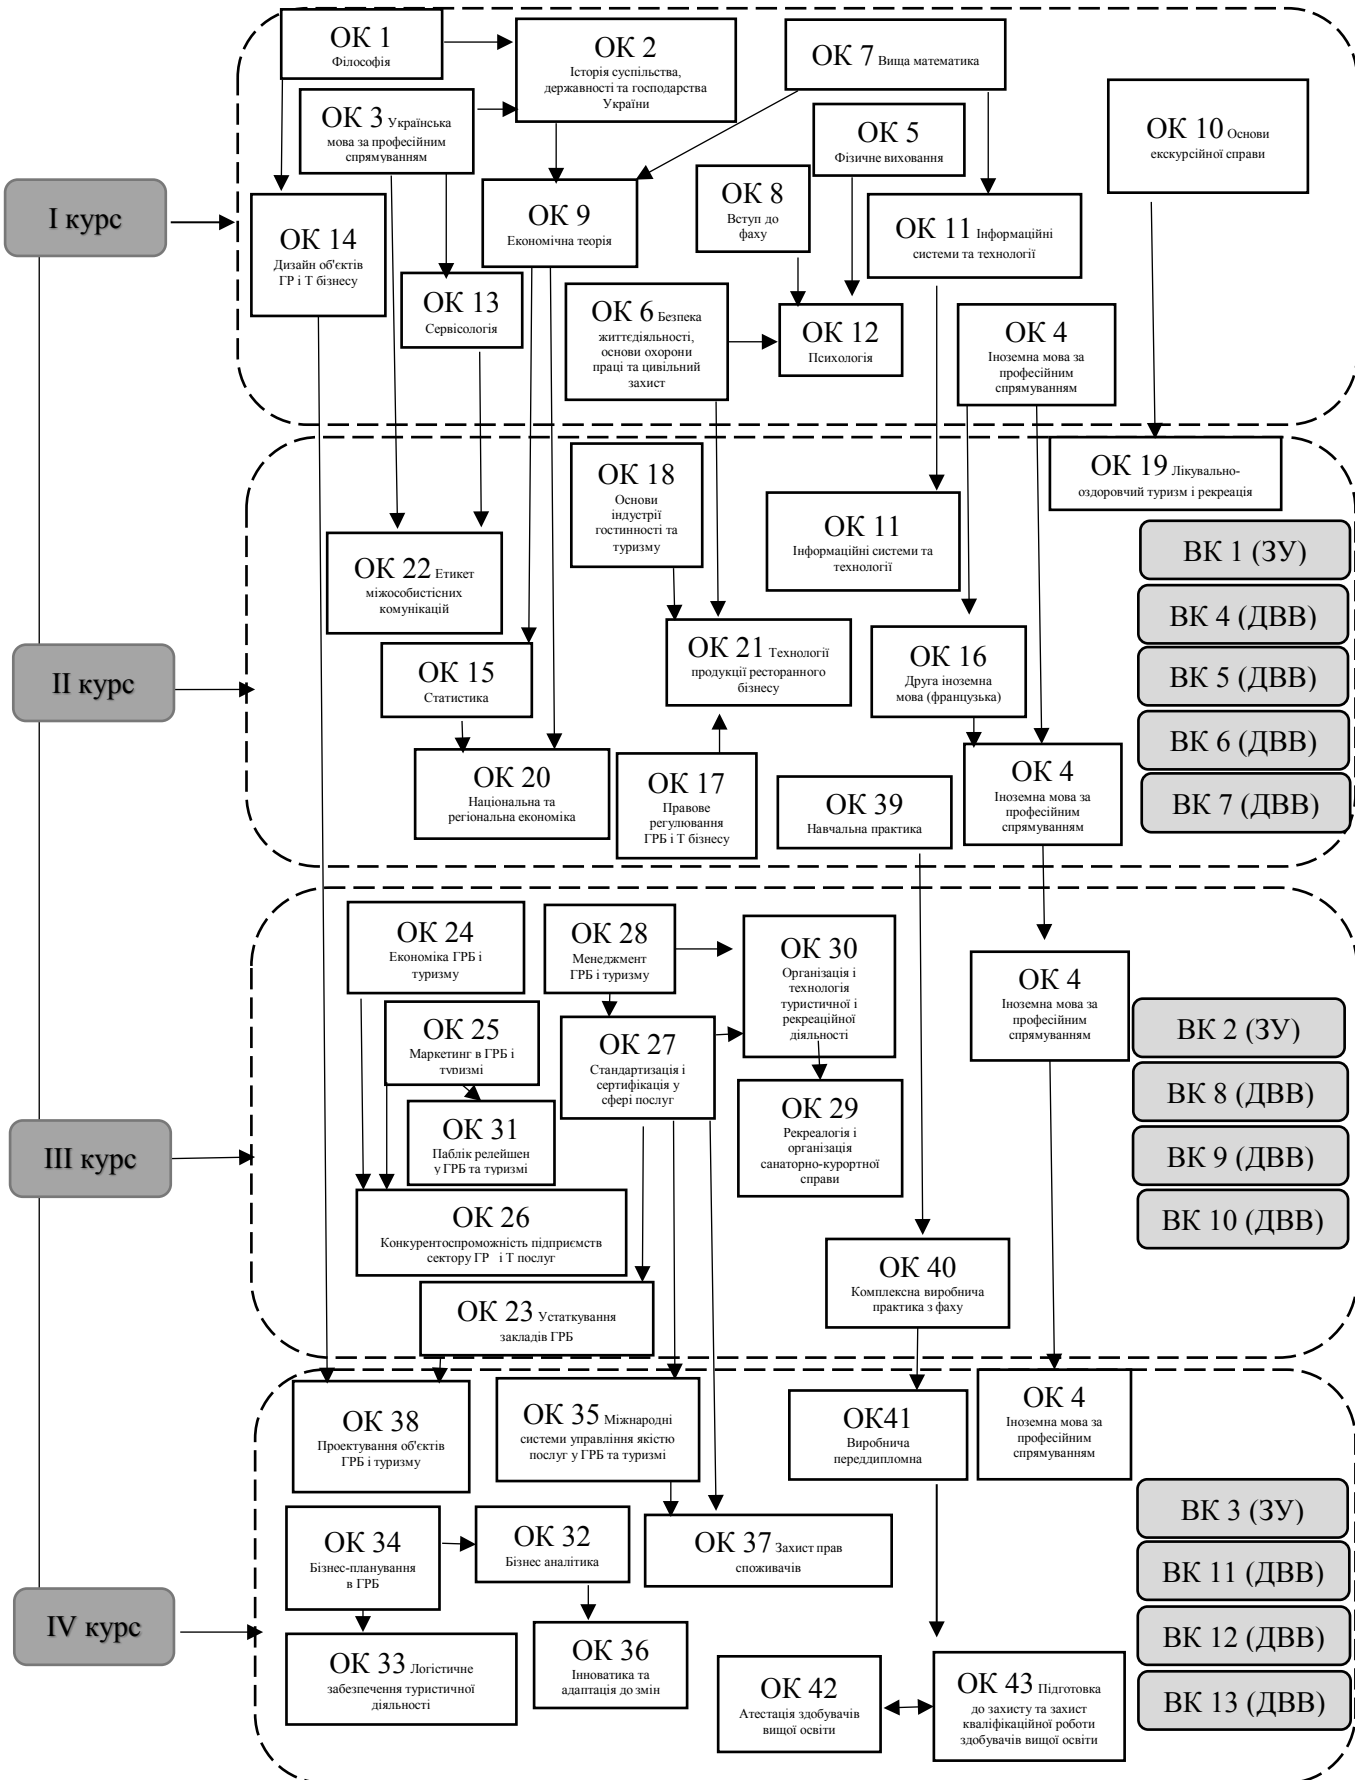 ОК 1
Філософія
ОК 2
Історія суспільства,
державності та господарства
України
ОК 7 Вища математика
ОК 3 Українська
мова за професійним
спрямуванням
ОК 5
Фізичне виховання
ОК 10 Основи
екскурсійної справи
I курс
ОК 14
Дизайн об'єктів
ГР і Т бізнесу
ОК 9
Економічна теорія
ОК 8
Вступ до
фаху
ОК 11 Інформаційні
системи та технології
ОК 13
Сервісологія
ОК 6 Безпека
життєдіяльності,
основи охорони
праці та цивільний
захист
ОК 12
Психологія
ОК 4
Іноземна мова за
професійним
спрямуванням
II курс
ОК 18
Основи
індустрії
гостинності та
туризму
ОК 19 Лікувально-
оздоровчий туризм і рекреація
ОК 11
Інформаційні системи та
технології
ОК 22 Етикет
міжособистісних
комунікацій
ОК 21 Технології
продукції ресторанного
бізнесу
ОК 16
Друга іноземна
мова (французька)
ОК 15
Статистика
ОК 20
Національна та
регіональна економіка
ОК 17
Правове
регулювання
ГРБ і Т бізнесу
ОК 39
Навчальна практика
ОК 4
Іноземна мова за
професійним
спрямуванням
ВК 1 (ЗУ)
ВК 4 (ДВВ)
ВК 5 (ДВВ)
ВК 6 (ДВВ)
ВК 7 (ДВВ)
III курс
ОК 24
Економіка ГРБ і
туризму
ОК 28
Менеджмент
ГРБ і туризму
ОК 30
Організація і
технологія
туристичної і
рекреаційної
діяльності
ОК 4
Іноземна мова за
професійним
спрямуванням
ОК 25
Маркетинг в ГРБ і
туризмі
ОК 27
Стандартизація і
сертифікація у
сфері послуг
ОК 31
Паблік релейшен
у ГРБ та туризмі
ОК 29
Рекреалогія і
організація
санаторно-курортної
справи
ОК 26
Конкурентоспроможність підприємств
сектору ГР і Т послуг
ОК 40
Комплексна виробнича
практика з фаху
ОК 23 Устаткування
закладів ГРБ
ВК 2 (ЗУ)
ВК 8 (ДВВ)
ВК 9 (ДВВ)
ВК 10 (ДВВ)
IV курс
ОК 38
Проектування об'єктів
ГРБ і туризму
ОК 35 Міжнародні
системи управління якістю
послуг у ГРБ та туризмі
ОК41
Виробнича
переддипломна
ОК 4
Іноземна мова за
професійним
спрямуванням
ОК 34
Бізнес-планування
в ГРБ
ОК 32
Бізнес аналітика
ОК 37 Захист прав
споживачів
ОК 33 Логістичне
забезпечення туристичної
діяльності
ОК 36
Інноватика та
адаптація до змін
ОК 42
Атестація здобувачів
вищої освіти
ОК 43 Підготовка
до захисту та захист
кваліфікаційної роботи
здобувачів вищої освіти
ВК 3 (ЗУ)
ВК 11 (ДВВ)
ВК 12 (ДВВ)
ВК 13 (ДВВ)